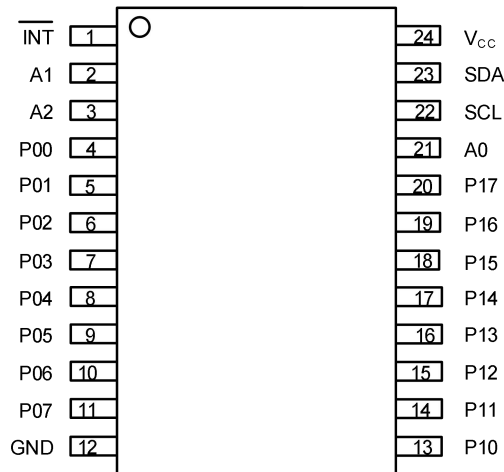 INT 1 24 VCC
A1 2 23 SDA
A2 3 22 SCL
P00 4 21 A0
P01 5 20 P17
P02 6 19 P16
P03 7 18 P15
P04 8 17 P14
P05 9 16 P13
P06 10 15 P12
P07 11 14 P11
GND 12 13 P10